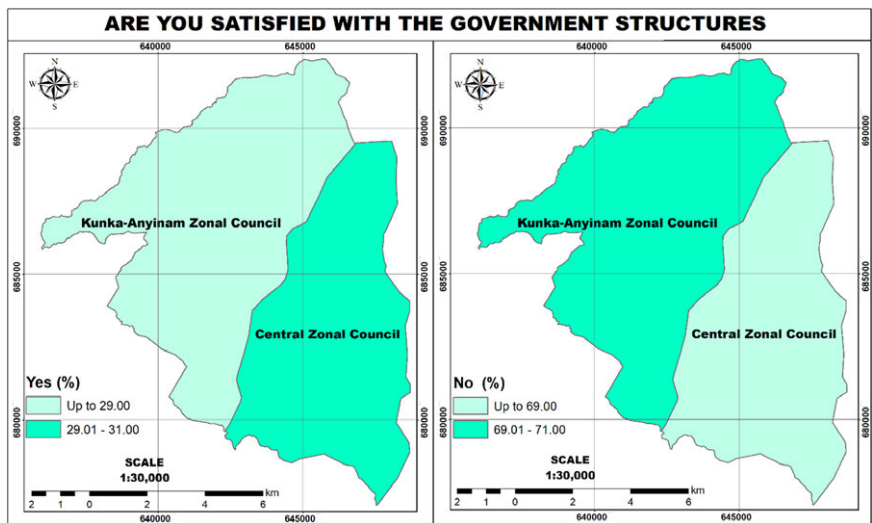 ARE YOU SATISFIED WITH THE GOVERNMENT STRUCTURES
640000 645000
N
W E
S
690000
690000
Kunka-Anyinam Zonal Council
685000
685000
Central Zonal Council
Yes (%)
Up to 29.00
29.01 - 31.00
680000
680000
SCALE
1:30,000
km
2 1 0 2 4 6
640000 645000
640000 645000
N
W E
S
690000
Kunka-Anyinam Zonal Council
685000
Central Zonal Council
No (%)
Up to 69.00
69.01 - 71.00
680000
SCALE
1:30,000
km
2 1 0 2 4 6
640000 645000